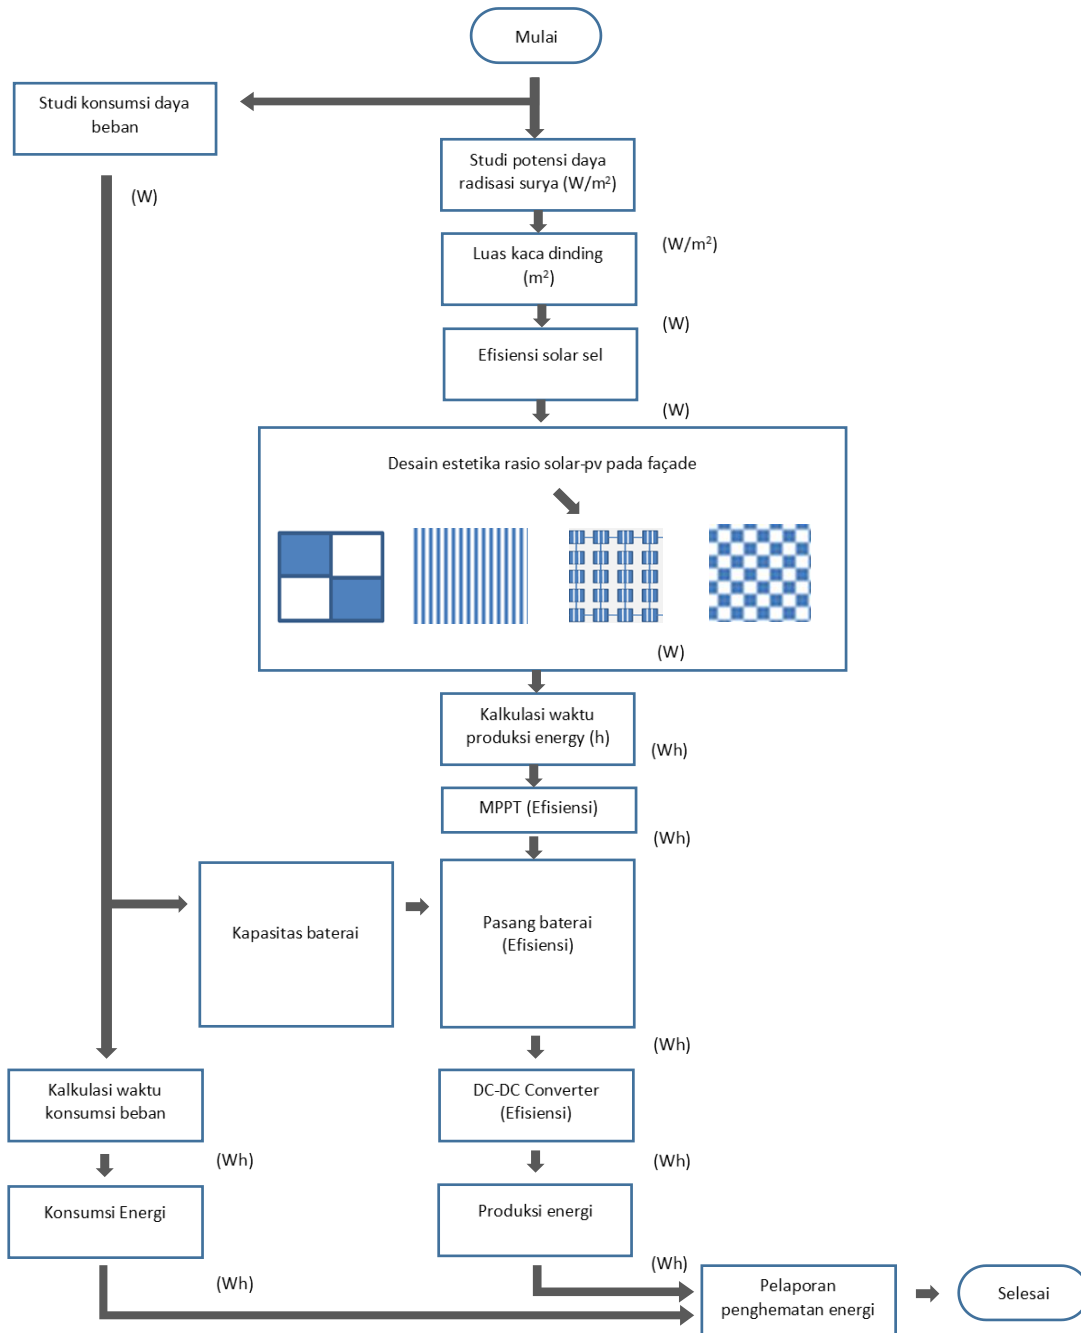 Mulai
Studi konsumsi daya
beban
(W)
Studi potensi daya
radisasi surya (W/m²)
(W/m²)
Luas kaca dinding
(m²)
(W)
Efisiensi solar sel
(W)
Desain estetika rasio solar-pv pada façade
(W)
Kalkulasi waktu
produksi energy (h)
(Wh)
MPPT (Efisiensi)
(Wh)
Kapasitas baterai
Pasang baterai
(Efisiensi)
(Wh)
Kalkulasi waktu
konsumsi beban
DC-DC Converter
(Efisiensi)
(Wh)
(Wh)
Konsumsi Energi
Produksi energi
(Wh)
(Wh)
Pelaporan
penghematan energi
Selesai